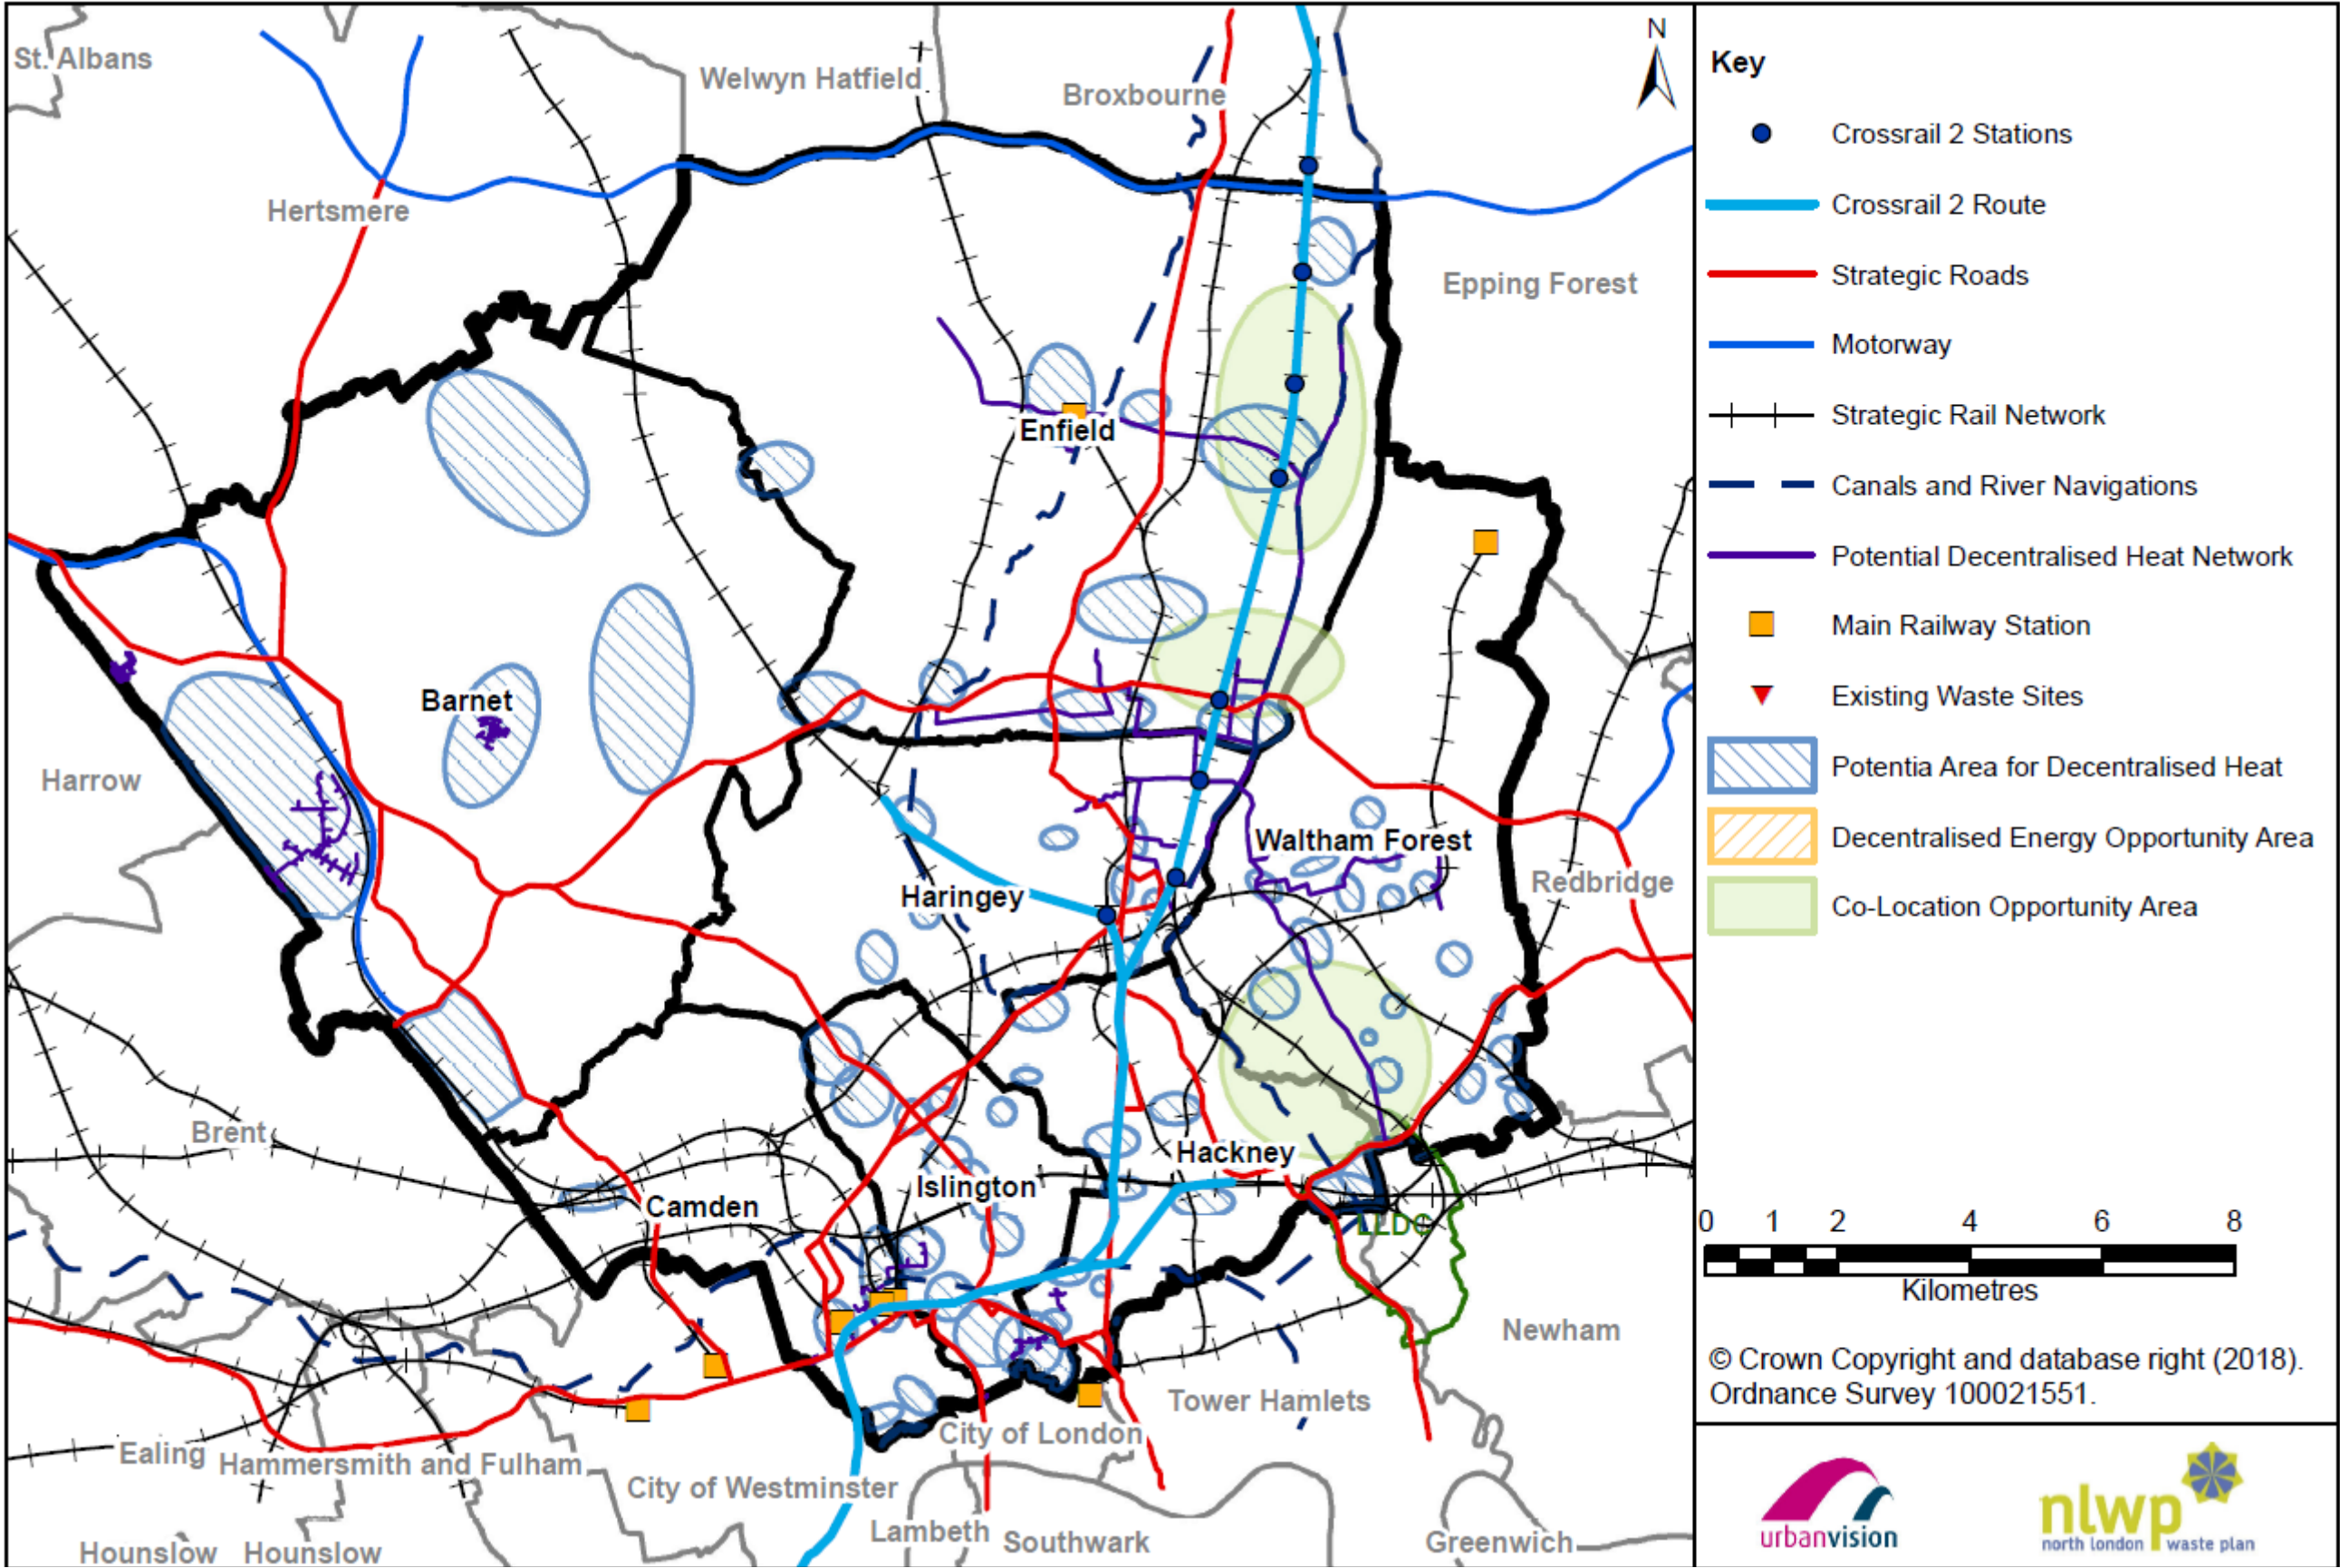 St. Albans
Welwyn Hatfield
Broxbourne
N
Hertsmere
Epping Forest
Enfield
Barnet
Harrow
Waltham Forest
Haringey
Redbridge
Brent
Hackney
Islington
Camden
LLDC
Newham
Tower Hamlets
City of London
Ealing
Hammersmith and Fulham
City of Westminster
Lambeth
Southwark
Greenwich
Hounslow
Hounslow
Key
Crossrail 2 Stations
Crossrail 2 Route
Strategic Roads
Motorway
Strategic Rail Network
Canals and River Navigations
Potential Decentralised Heat Network
Main Railway Station
Existing Waste Sites
Potentia Area for Decentralised Heat
Decentralised Energy Opportunity Area
Co-Location Opportunity Area
0 1 2 4 6 8
Kilometres
© Crown Copyright and database right (2018).
Ordnance Survey 100021551.
urbanvision
nlwp
north london waste plan